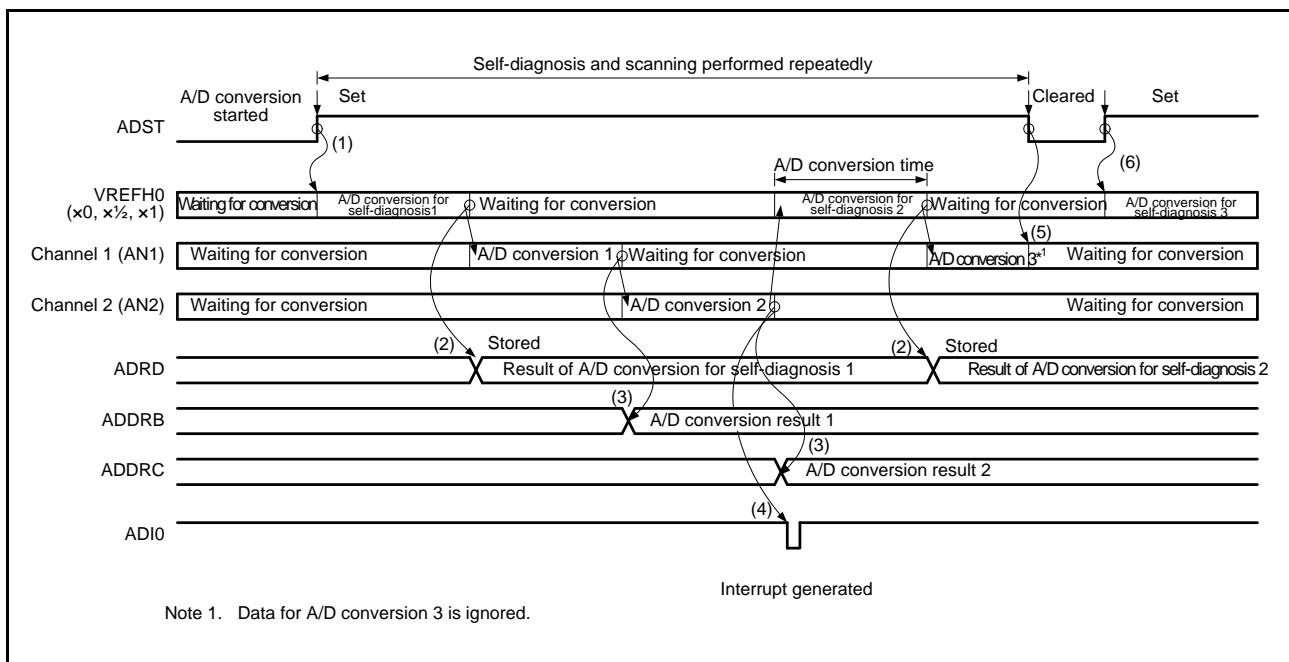 Self-diagnosis and scanning performed repeatedly
A/D conversion
started
Set
Cleared
Set
ADST
(1)
(6)
A/D conversion time
VREFH0
(×0, ×½, ×1)
Waiting for conversion
A/D conversion for
self-diagnosis1
Waiting for conversion
A/D conversion for
self-diagnosis 2
Waiting for conversion
A/D conversion for
self-diagnosis 3
(5)
Channel 1 (AN1)
Waiting for conversion
A/D conversion 1
Waiting for conversion
A/D conversion 3*1
Waiting for conversion
Channel 2 (AN2)
Waiting for conversion
A/D conversion 2
Waiting for conversion
(2)
Stored
(2)
Stored
ADRD
Result of A/D conversion for self-diagnosis 1
Result of A/D conversion for self-diagnosis 2
(3)
ADDRB
A/D conversion result 1
(3)
ADDRC
A/D conversion result 2
(4)
ADI0
Interrupt generated
Note 1. Data for A/D conversion 3 is ignored.